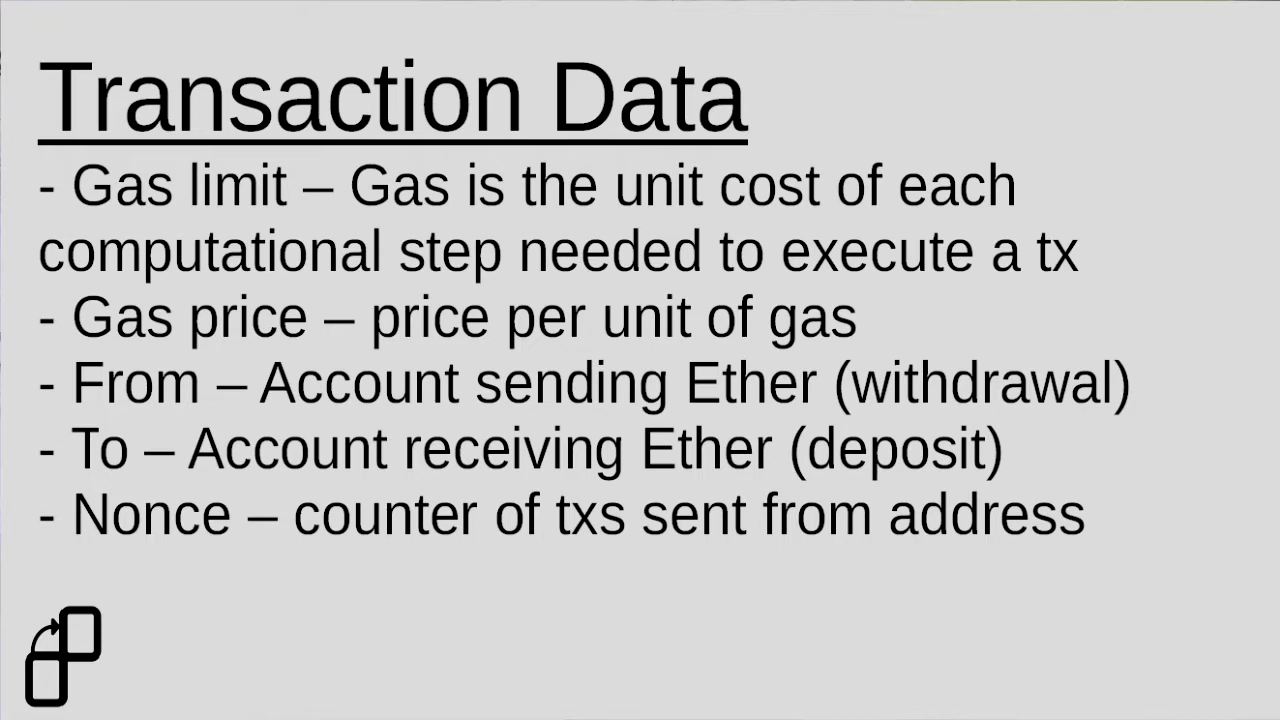 Transaction Data
- Gas limit – Gas is the unit cost of each
computational step needed to execute a tx
- Gas price – price per unit of gas
- From – Account sending Ether (withdrawal)
- To – Account receiving Ether (deposit)
- Nonce – counter of txs sent from address